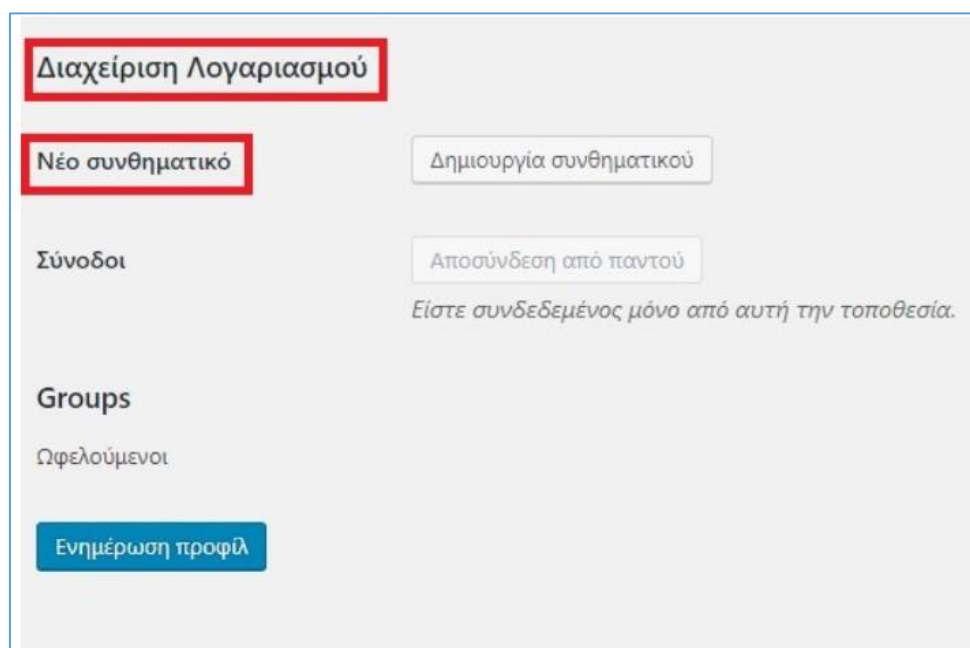 Διαχείριση Λογαριασμού
Νέο συνθηματικό
Δημιουργία συνθηματικού
Σύνοδοι
Αποσύνδεση από παντού
Είστε συνδεδεμένος μόνο από αυτή την τοποθεσία.
Groups
Ωφελούμενοι
Ενημέρωση προφίλ